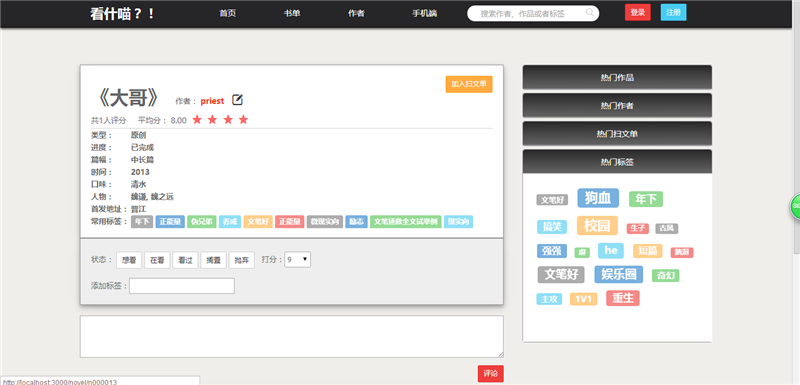 看什喵？！ 首页 书单 作者 手机端 搜索作者、作品或者标签 登录 注册
《大哥》 作者： priest 加入扫文单
共1人评分 平均分： 8.00
类型： 原创
进度： 已完成
篇幅： 中长篇
时间： 2013
口味： 清水
人物： 魏谦, 魏之远
首发地址：晋江
常用标签： 年下 正能量 伪兄弟 养成 文笔好 正能量 微现实向 励志 文笔拯救全文试举例 现实向
状态： 想看 在看 看过 搁置 抛弃 打分： 9
添加标签：
评论
热门作品
热门作者
热门扫文单
热门标签
文笔好 狗血 年下
搞笑 校园 生子 古风
强强 虐 he 短篇 脑洞
文笔好 娱乐圈 奇幻
主攻 1V1 重生
http://localhost:3000/novel/n000013